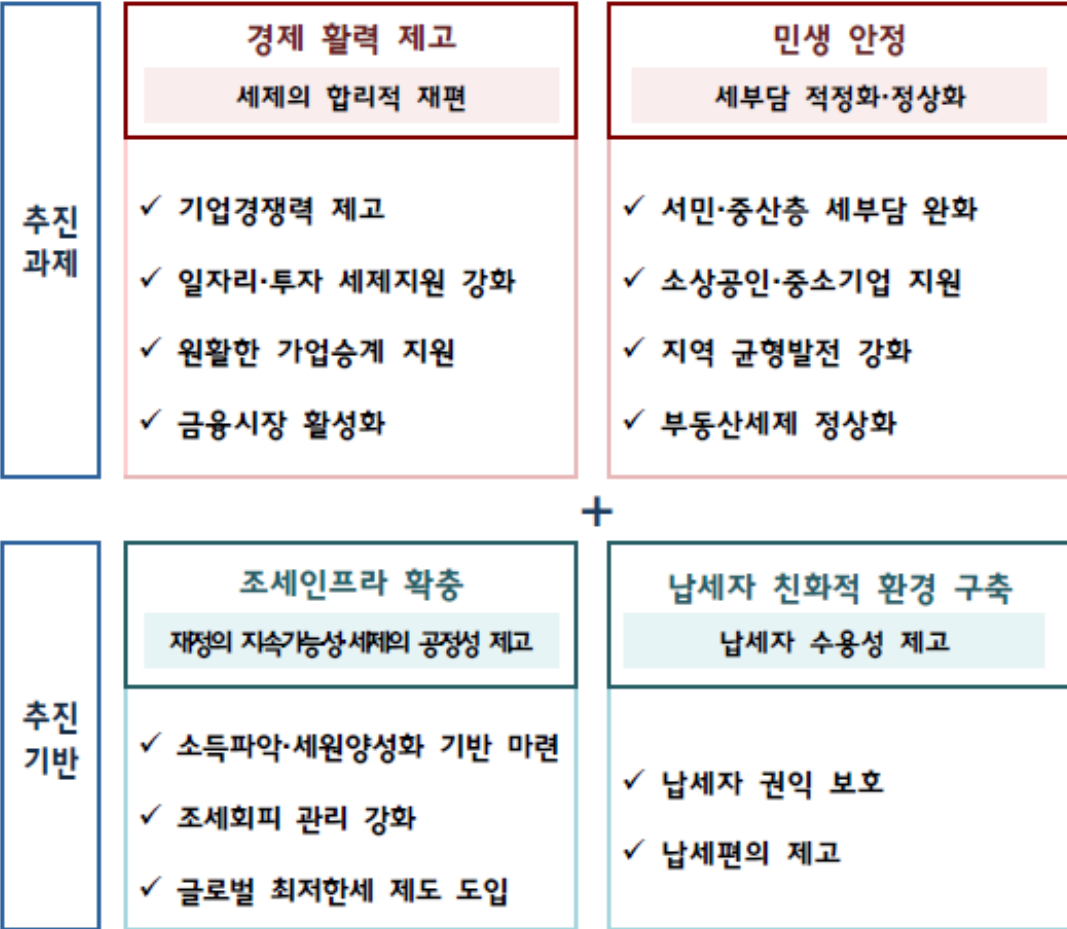 추진
과제
경제 활력 제고
세제의 합리적 재편
✓ 기업경쟁력 제고
✓ 일자리·투자 세제지원 강화
✓ 원활한 가업승계 지원
✓ 금융시장 활성화
민생 안정
세부담 적정화·정상화
✓ 서민·중산층 세부담 완화
✓ 소상공인·중소기업 지원
✓ 지역 균형발전 강화
✓ 부동산세제 정상화
+
추진
기반
조세인프라 확충
재정의 지속가능성·세제의 공정성 제고
✓ 소득파악·세원양성화 기반 마련
✓ 조세회피 관리 강화
✓ 글로벌 최저한세 제도 도입
납세자 친화적 환경 구축
납세자 수용성 제고
✓ 납세자 권익 보호
✓ 납세편의 제고